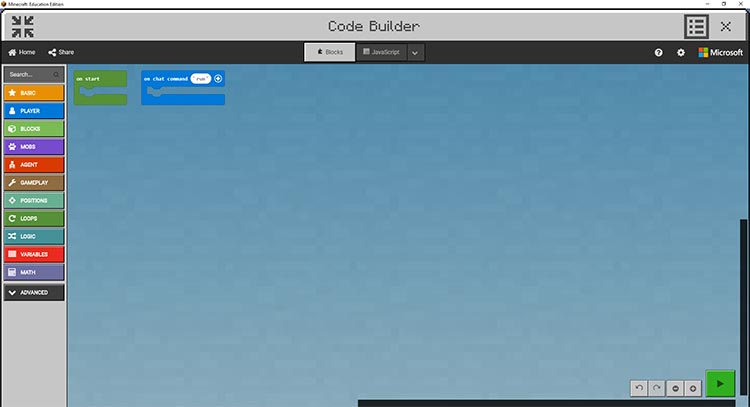 Minecraft: Education Edition
Code Builder
Home
Share
Blocks
JavaScript
Microsoft
Search...
on start
on chat command "run"
BASIC
PLAYER
BLOCKS
MOBS
AGENT
GAMEPLAY
POSITIONS
LOOPS
LOGIC
VARIABLES
MATH
ADVANCED